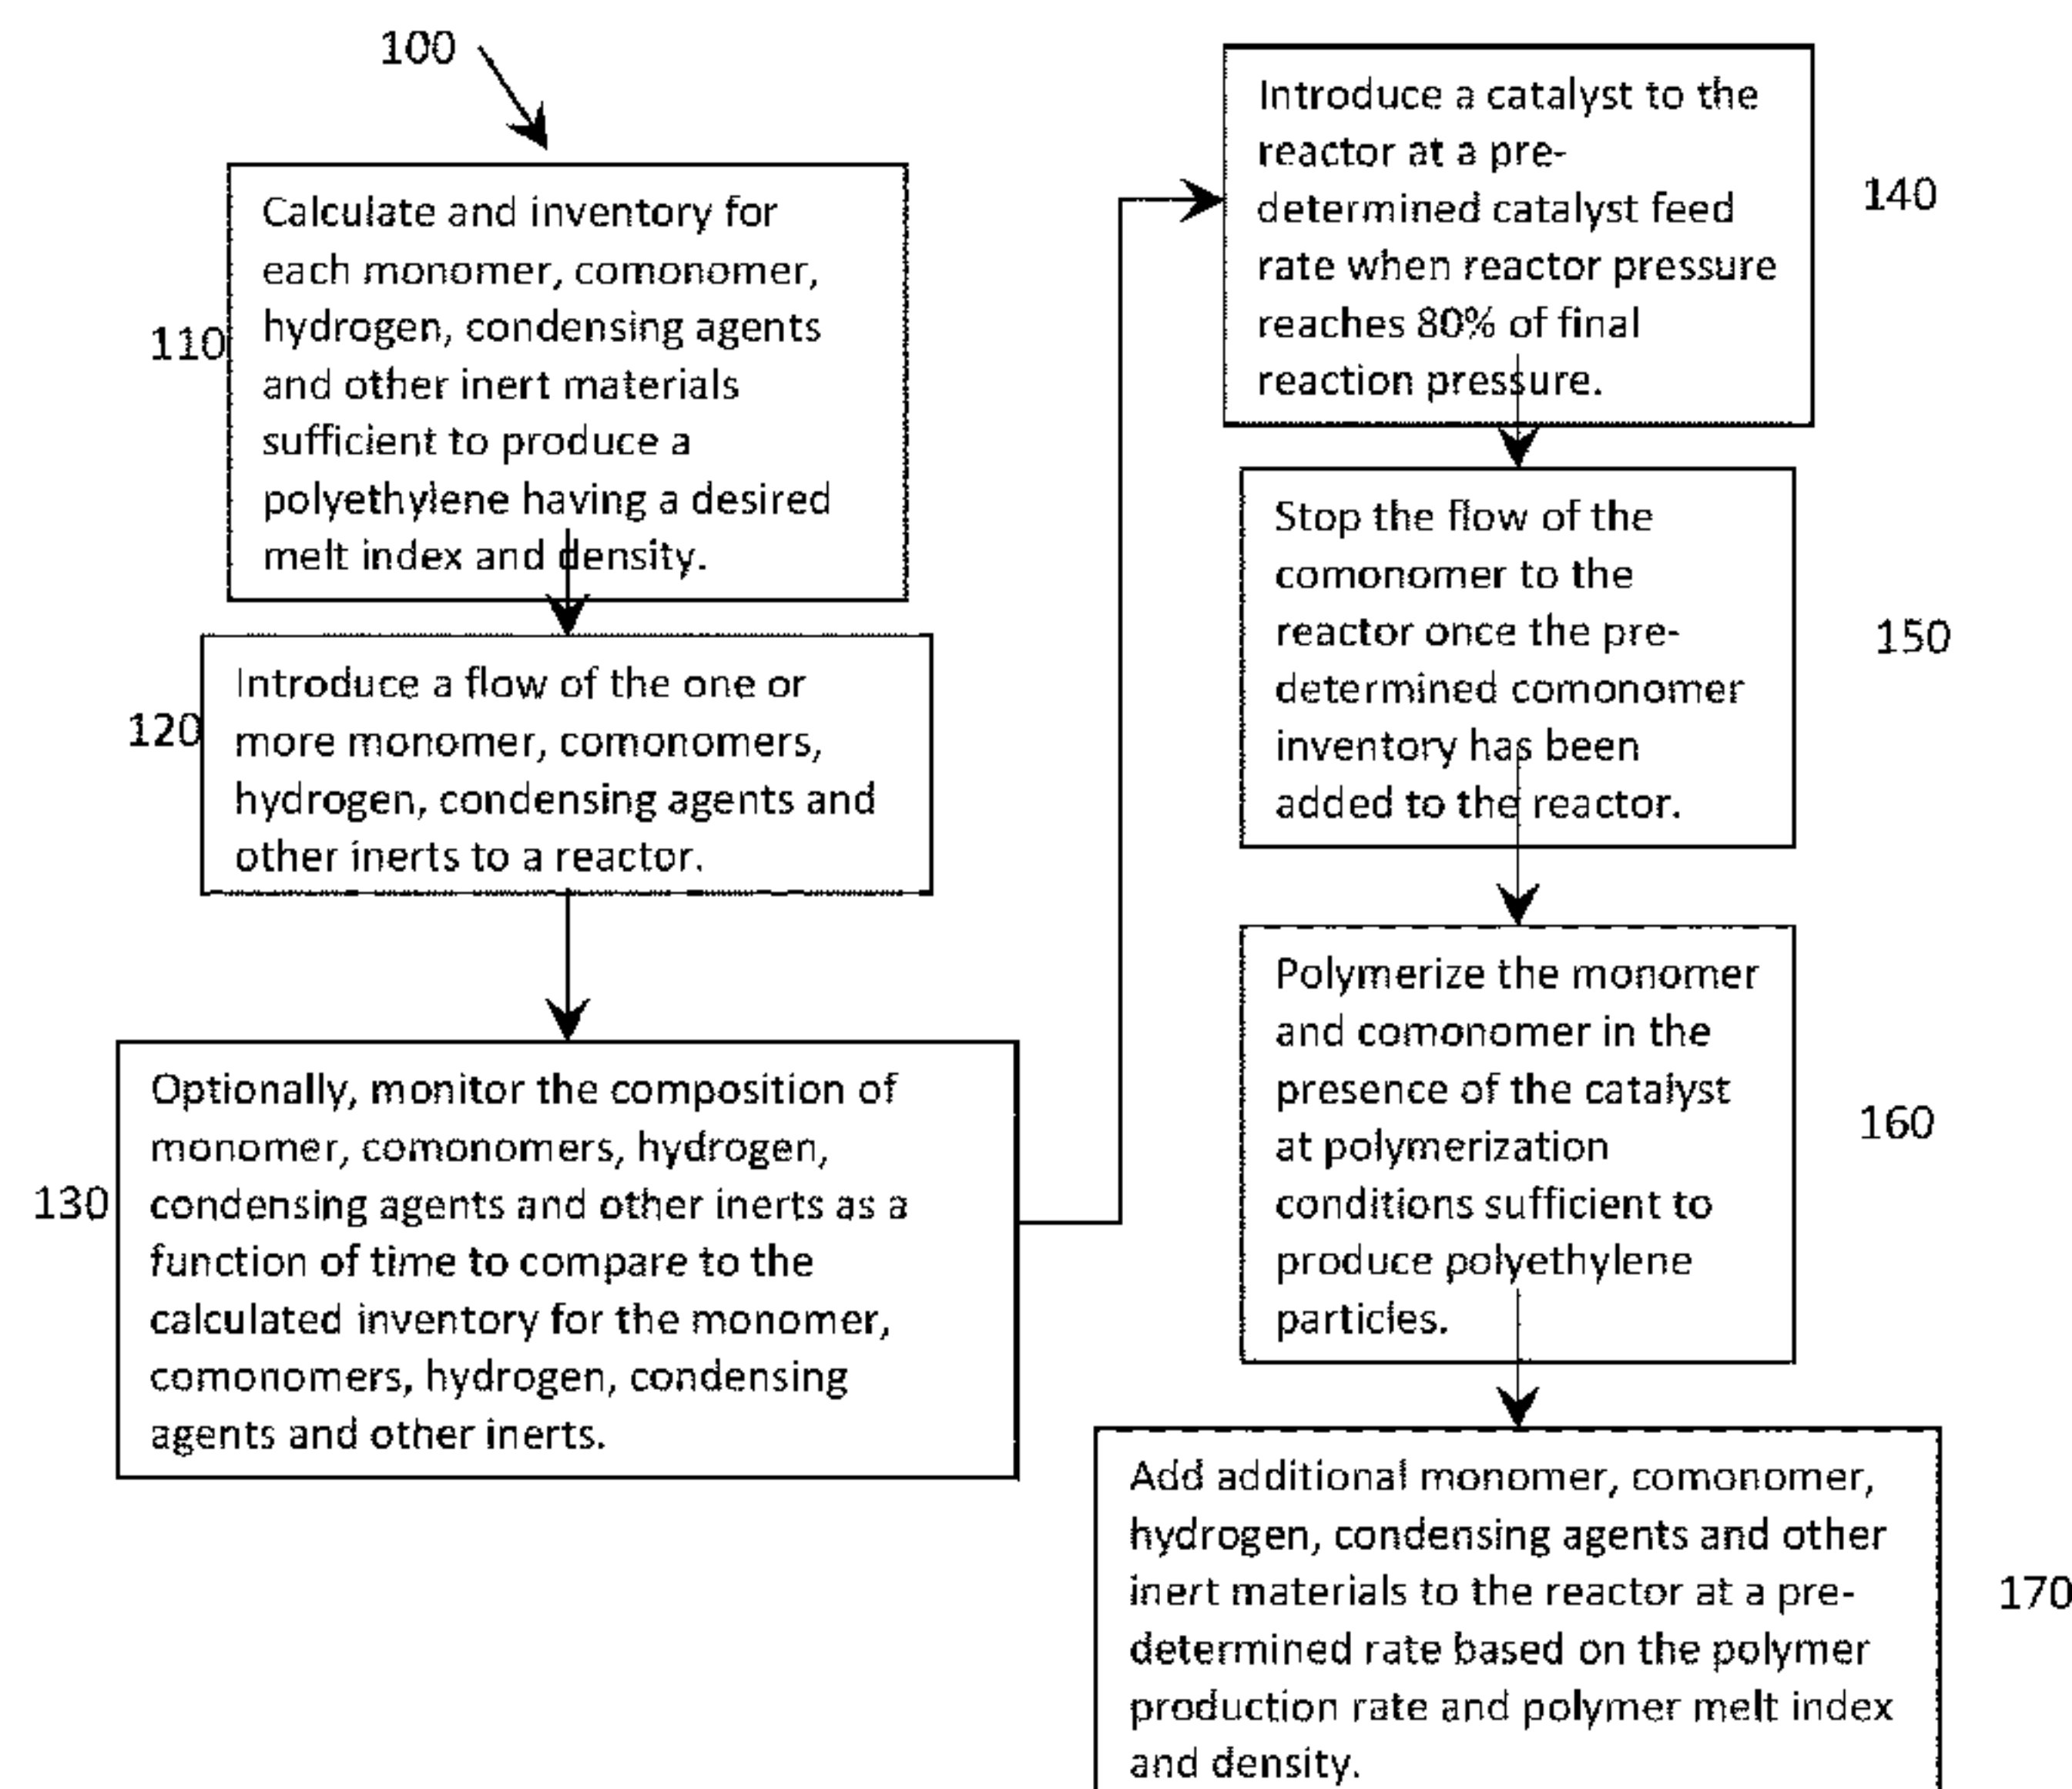 100
110
Calculate and inventory for
each monomer, comonomer,
hydrogen, condensing agents
and other inert materials
sufficient to produce a
polyethylene having a desired
melt index and density.
120
Introduce a flow of the one or
more monomer, comonomers,
hydrogen, condensing agents and
other inerts to a reactor.
130
Optionally, monitor the composition of
monomer, comonomers, hydrogen,
condensing agents and other inerts as a
function of time to compare to the
calculated inventory for the monomer,
comonomers, hydrogen, condensing
agents and other inerts.
Introduce a catalyst to the
reactor at a pre-
determined catalyst feed
rate when reactor pressure
reaches 80% of final
reaction pressure.
140
Stop the flow of the
comonomer to the
reactor once the pre-
determined comonomer
inventory has been
added to the reactor.
150
Polymerize the monomer
and comonomer in the
presence of the catalyst
at polymerization
conditions sufficient to
produce polyethylene
particles.
160
Add additional monomer, comonomer,
hydrogen, condensing agents and other
inert materials to the reactor at a pre-
determined rate based on the polymer
production rate and polymer melt index
and density.
170